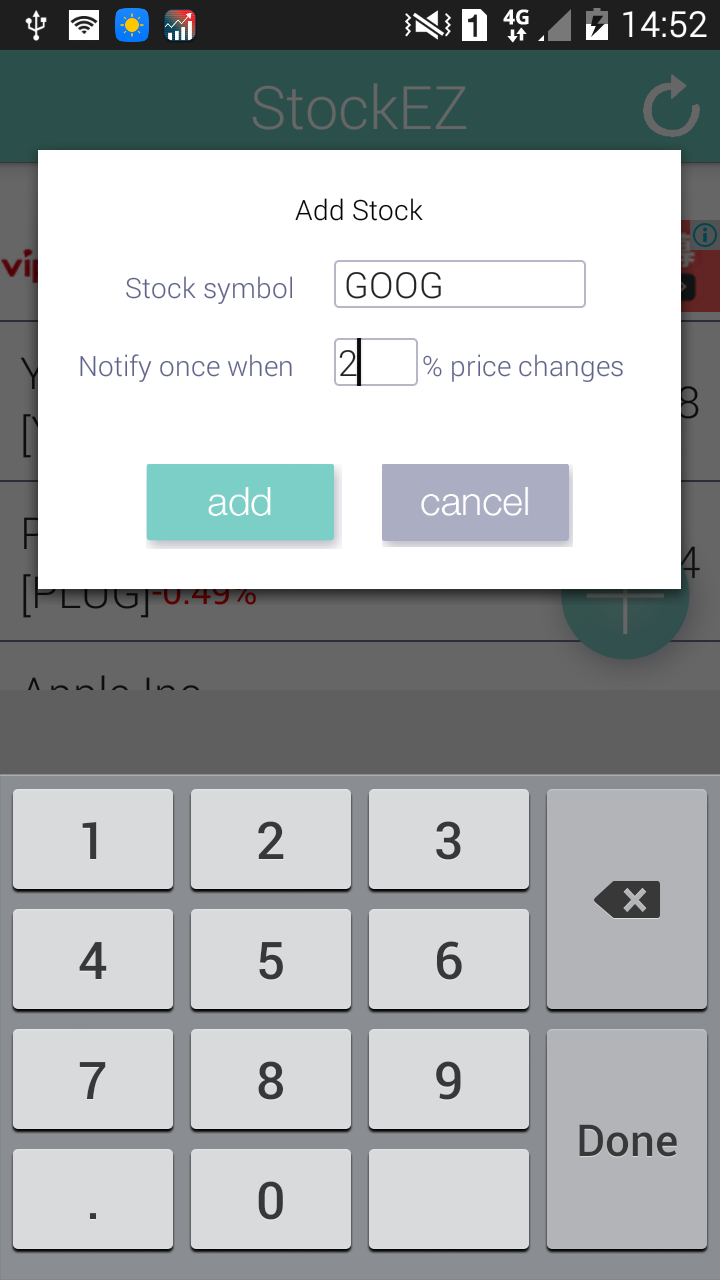 1 4G 14:52
StockEZ
Add Stock
Stock symbol GOOG
Notify once when 2 % price changes
add cancel
8
4
[PLUG]-0.49%
Apple Inc
1 2 3
4 5 6
7 8 9
Done
. 0